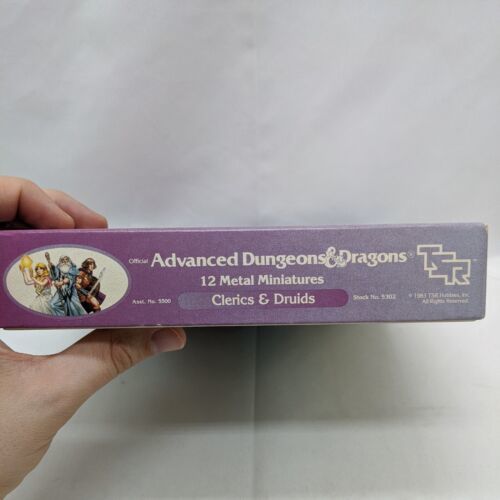 Official Advanced Dungeons & Dragons®
TSR
12 Metal Miniatures
Asst. No. 5300
Clerics & Druids
Stock No. 5302
© 1983 TSR Hobbies, Inc.
All Rights Reserved.